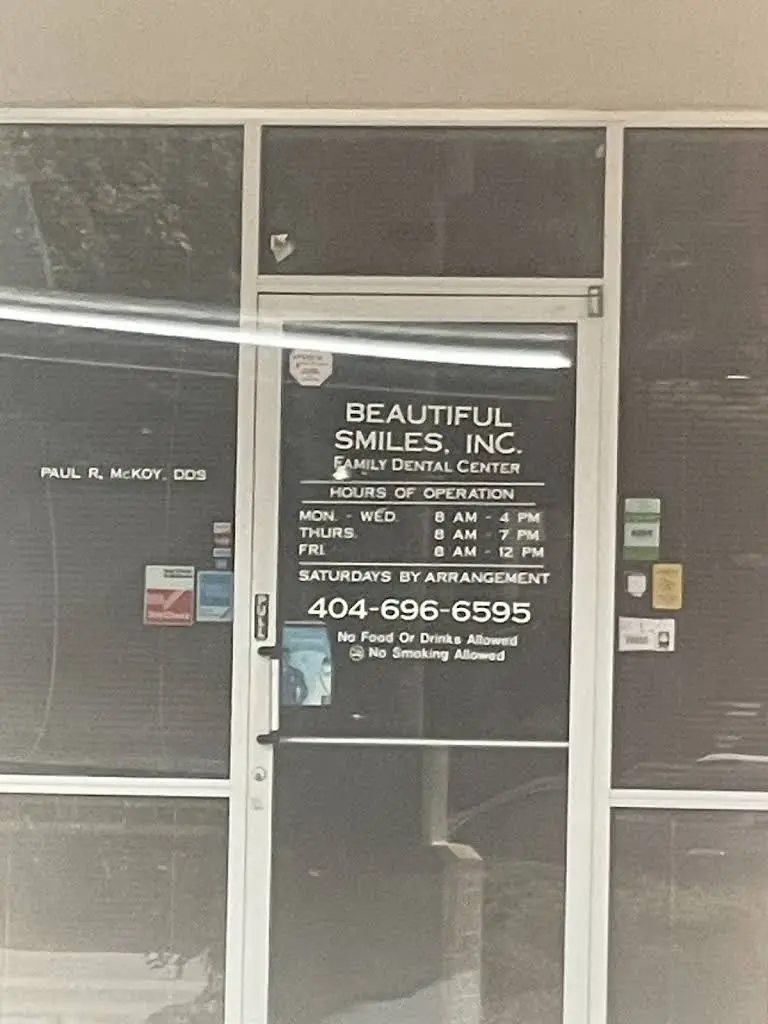 BEAUTIFUL
SMILES, INC.
FAMILY DENTAL CENTER
HOURS OF OPERATION
MON. - WED. 8 AM - 4 PM
THURS. 8 AM - 7 PM
FRI. 8 AM - 12 PM
SATURDAYS BY ARRANGEMENT
404-696-6595
No Food Or Drinks Allowed
No Smoking Allowed
PAUL R. McKOY, DDS
PULL